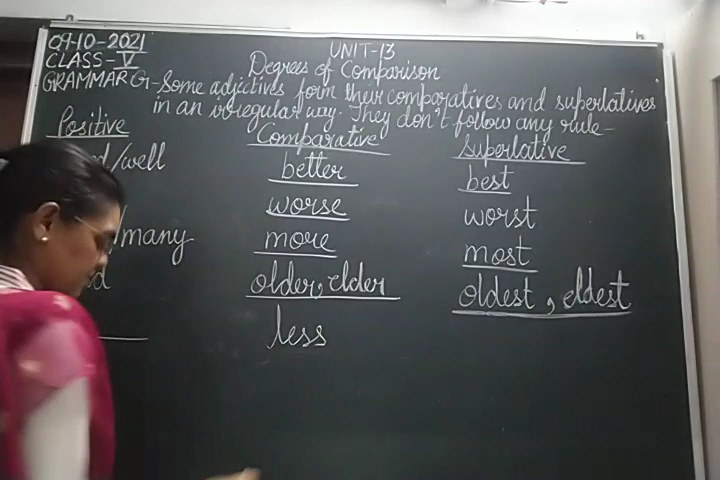 09-10-2021 UNIT-13
CLASS-V Degrees of Comparison
GRAMMAR G-Some adjectives form their comparatives and superlatives
in an irregular way. They don't follow any rule-
Positive Comparative Superlative
/well better best
worse worst
/many more most
older, elder oldest, eldest
less